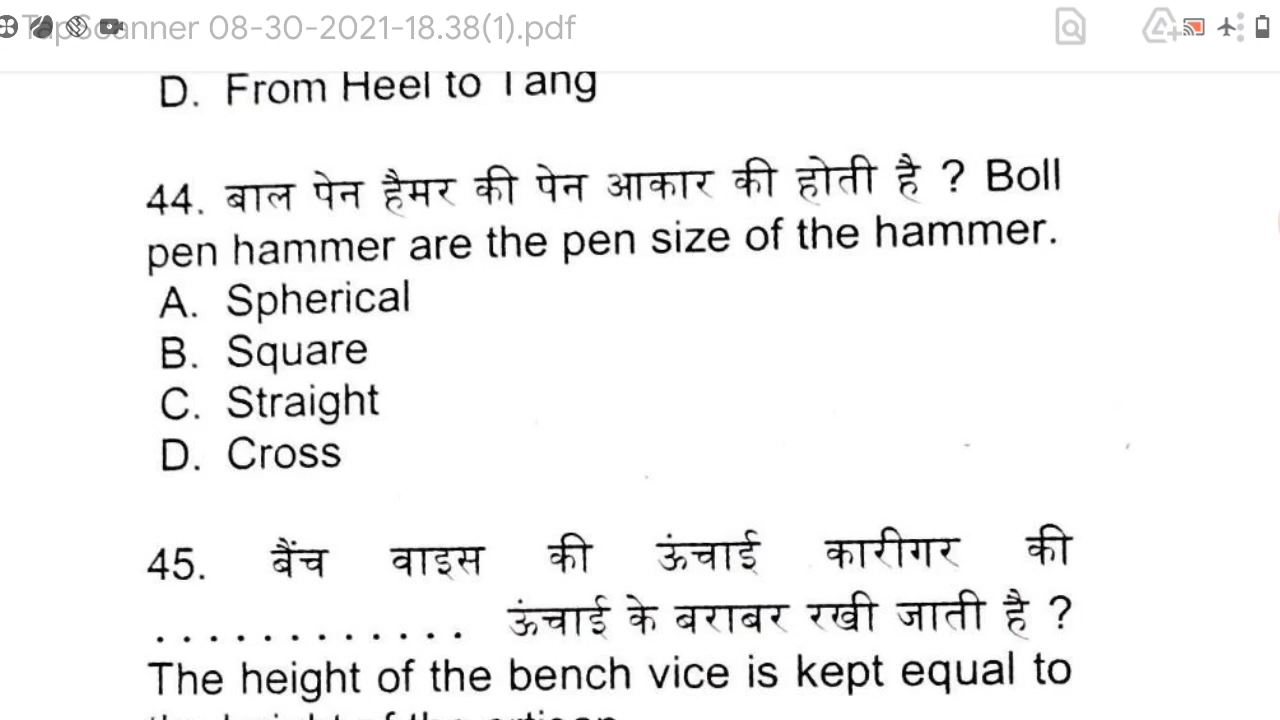 TapScanner 08-30-2021-18.38(1).pdf
D. From Heel to Tang
44. बाल पेन हैमर की पेन आकार की होती है ? Boll
pen hammer are the pen size of the hammer.
A. Spherical
B. Square
C. Straight
D. Cross
45. बैंच वाइस की ऊंचाई कारीगर की
. . . . . . . . . . . . ऊंचाई के बराबर रखी जाती है ?
The height of the bench vice is kept equal to